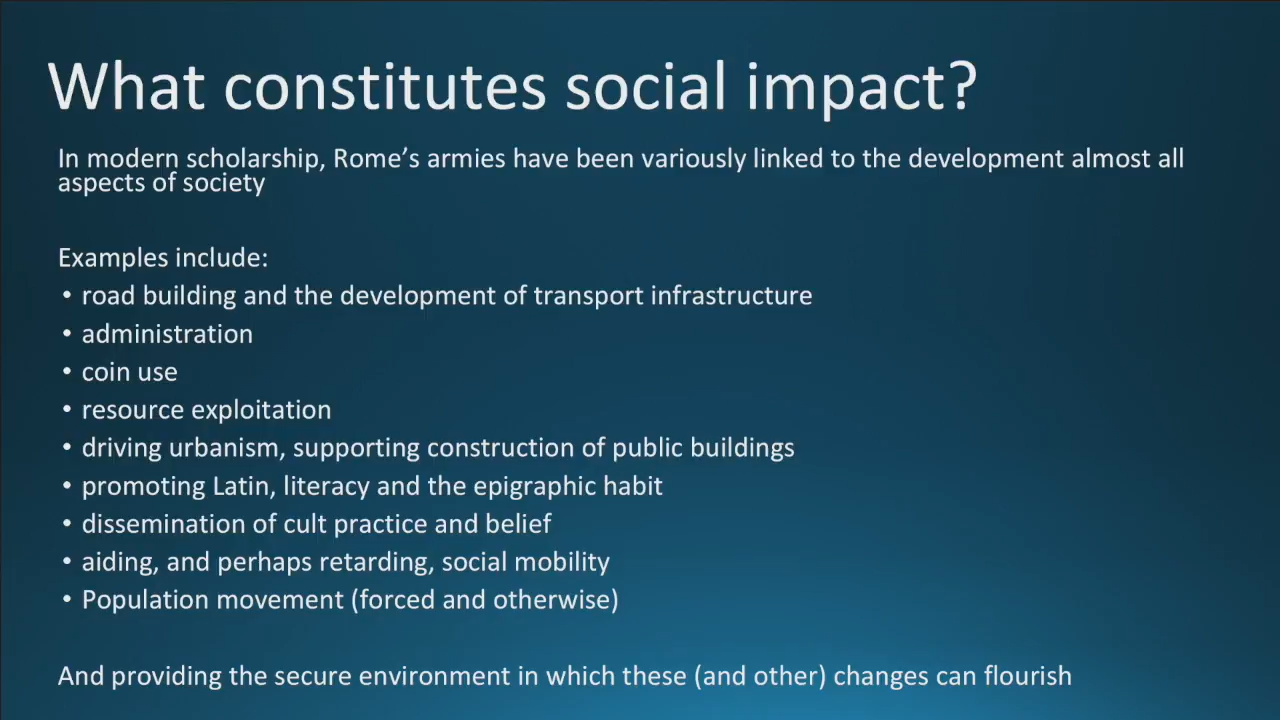 What constitutes social impact?
In modern scholarship, Rome’s armies have been variously linked to the development almost all
aspects of society
Examples include:
• road building and the development of transport infrastructure
• administration
• coin use
• resource exploitation
• driving urbanism, supporting construction of public buildings
• promoting Latin, literacy and the epigraphic habit
• dissemination of cult practice and belief
• aiding, and perhaps retarding, social mobility
• Population movement (forced and otherwise)
And providing the secure environment in which these (and other) changes can flourish